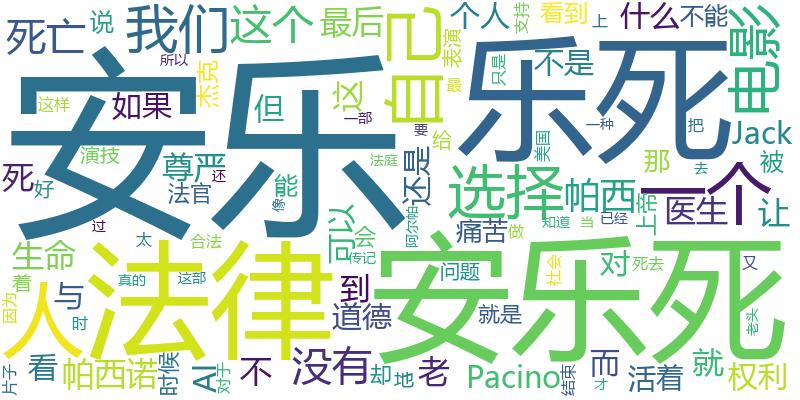 死亡
说
我们
这个
最后
个人
看到
上
什么
不能
支持
自己
表演
电影
所以
杰克
这
只是
不是
安乐
乐死
但
最
这样
如果
一部
要
给
美国
一种
把
Jack
演技
尊严
还
法庭
还是
选择
那
去
被
死
好
法官
能
像
帕西
一个
上帝
医生
让
过
太
合法
可以
会
阿尔帕
痛苦
做
知道
当
已经
生命
着
真的
传记
因为
与
人
法律
这部
到
安乐死
问题
社会
对
死去
又
时
道德
就是
老头
看
帕西诺
时候
Al
对于
不
没有
却
地
老
Pacino
结束
而
才
活着
就
权利
片子